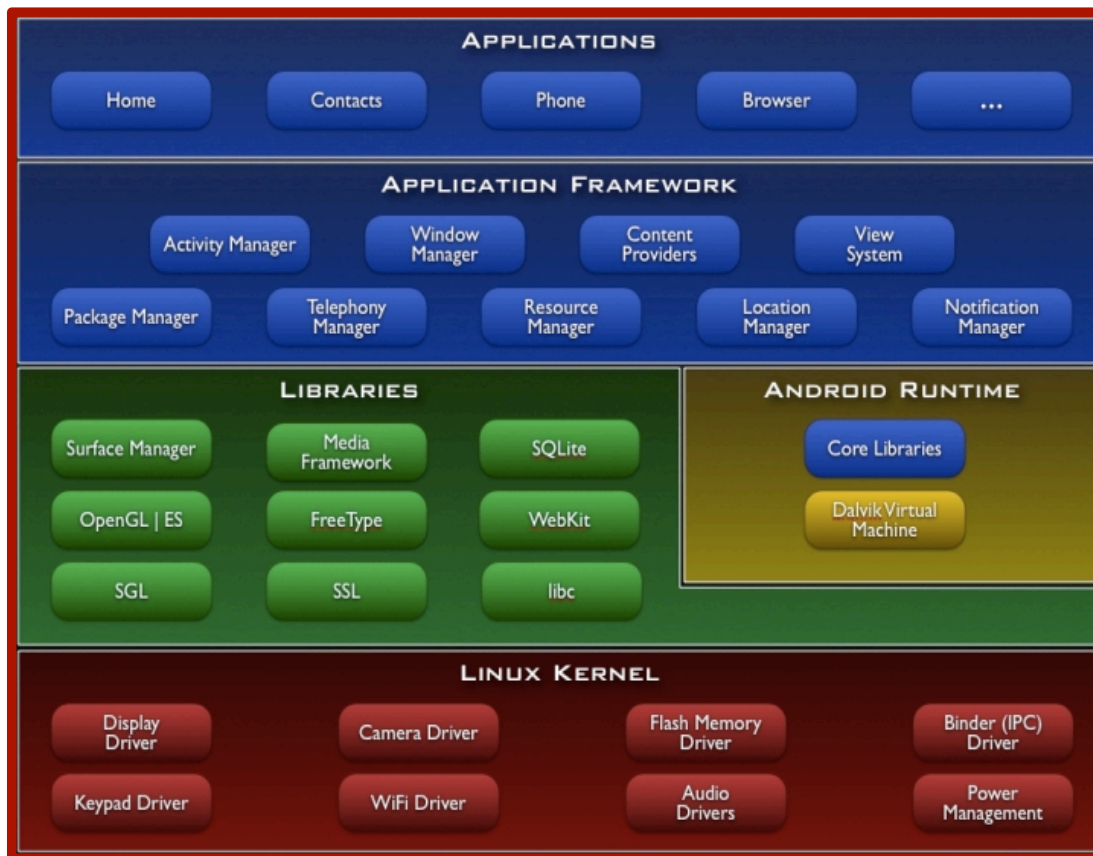 APPLICATIONS
Home
Contacts
Phone
Browser
...
APPLICATION FRAMEWORK
Activity Manager
Window
Manager
Content
Providers
View
System
Package Manager
Telephony
Manager
Resource
Manager
Location
Manager
Notification
Manager
LIBRARIES
Surface Manager
Media
Framework
SQLite
OpenGL | ES
FreeType
WebKit
SGL
SSL
libc
ANDROID RUNTIME
Core Libraries
Dalvik Virtual
Machine
LINUX KERNEL
Display
Driver
Camera Driver
Flash Memory
Driver
Binder (IPC)
Driver
Keypad Driver
WiFi Driver
Audio
Drivers
Power
Management